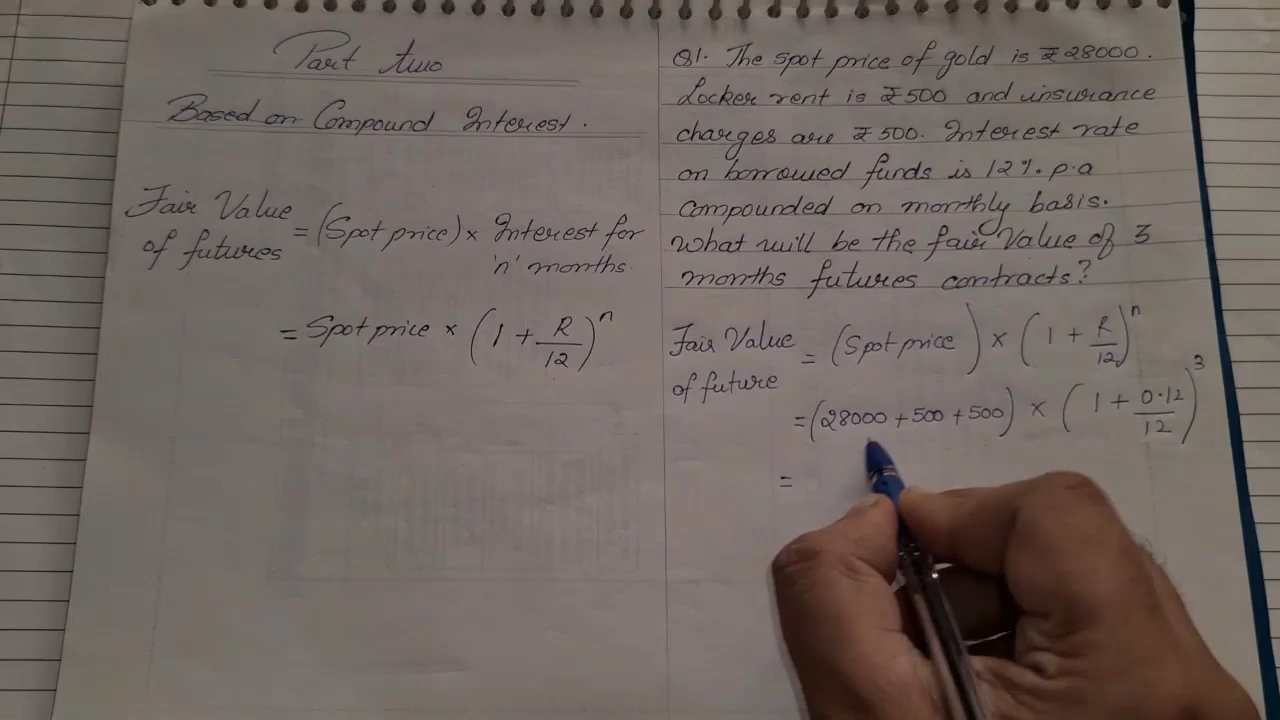 Part two
Based on Compound Interest.
Fair Value of futures = (Spot price) × Interest for 'n' months.
= Spot price × (1 + R/12)^n
Q1. The spot price of gold is ₹28000.
Locker rent is ₹500 and insurance
charges are ₹500. Interest rate
on borrowed funds is 12% p.a
compounded on monthly basis.
What will be the fair Value of 3
months futures contracts?
Fair Value of future = (Spot price) × (1 + R/12)^n
= (28000 + 500 + 500) × (1 + 0.12/12)^3
=